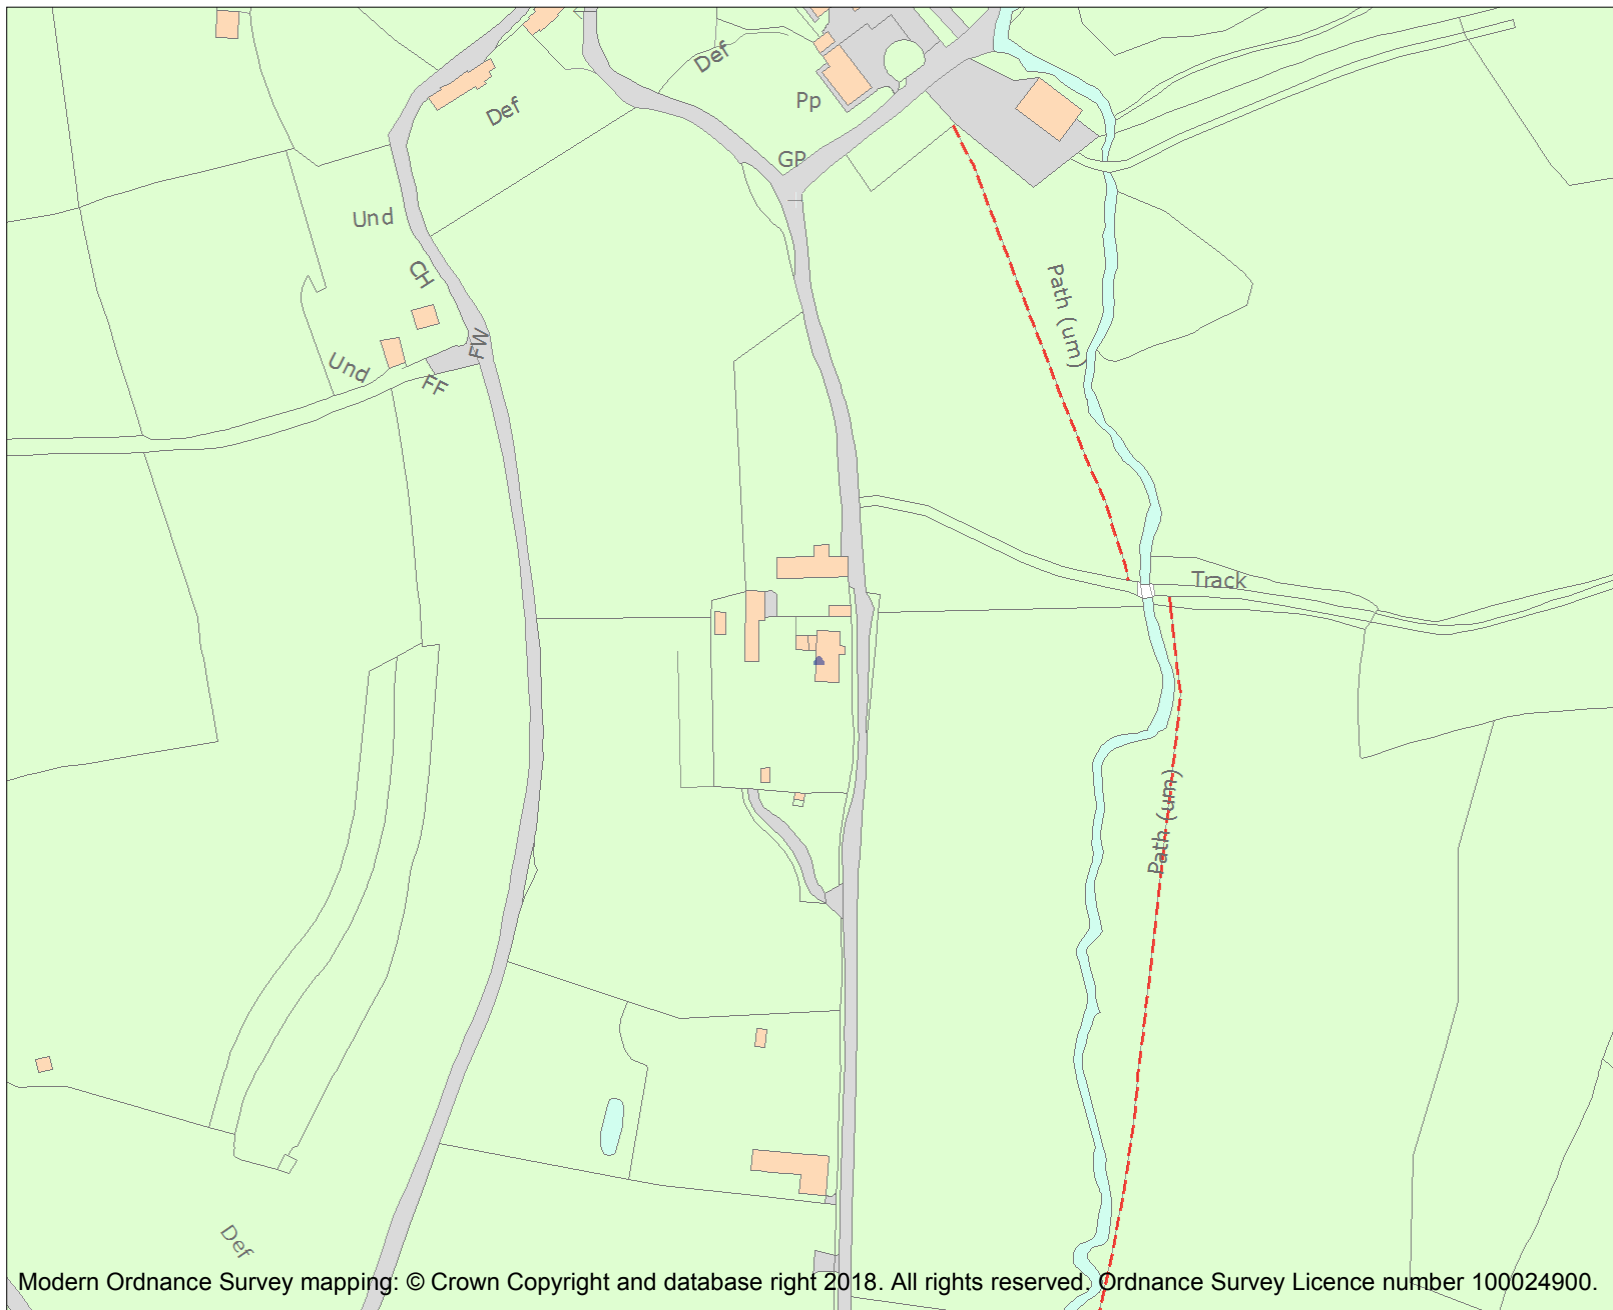 Def
Def
Pp
GP
Und
CH
Path (um)
FW
Und
FF
Track
Path (um)
Def
Modern Ordnance Survey mapping: © Crown Copyright and database right 2018. All rights reserved. Ordnance Survey Licence number 100024900.